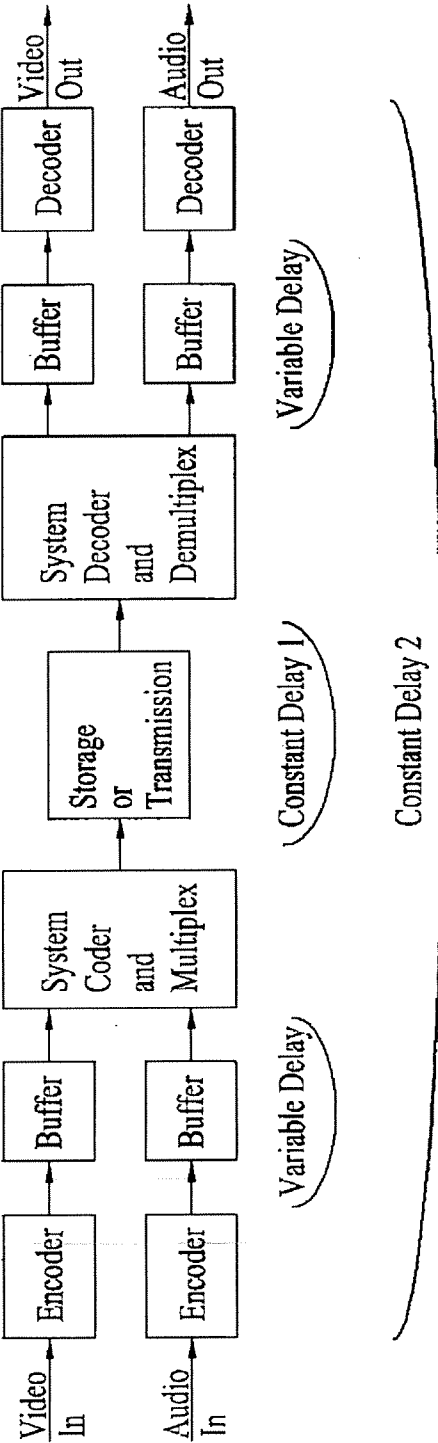 Video
In
Encoder
Buffer
System
Coder
and
Multiplex
Storage
or
Transmission
System
Decoder
and
Demultiplex
Buffer
Decoder
Video
Out
Audio
In
Encoder
Buffer
Buffer
Decoder
Audio
Out
Variable Delay
Constant Delay 1
Variable Delay
Constant Delay 2